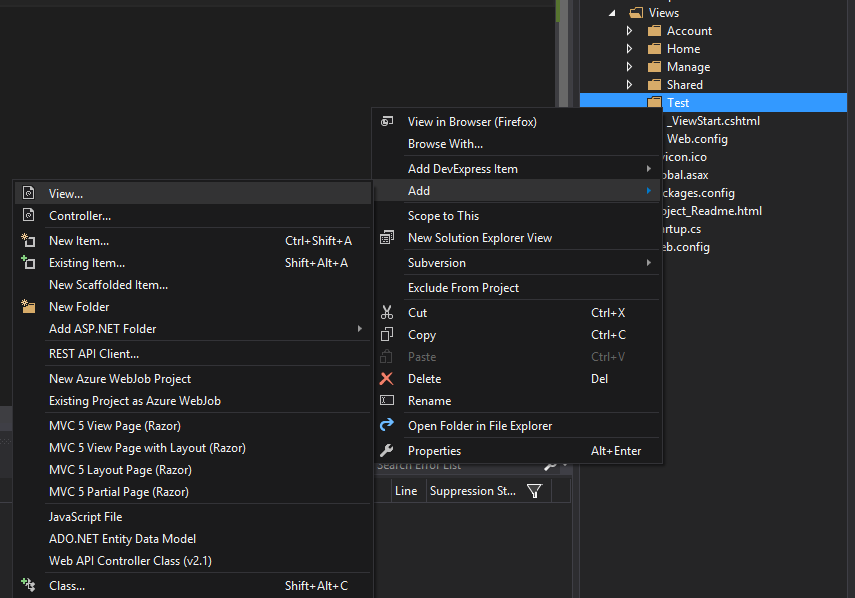 Views
Account
Home
Manage
Shared
Test
_ViewStart.cshtml
Web.config
vicon.ico
obal.asax
ckages.config
oject_Readme.html
artup.cs
eb.config
View in Browser (Firefox)
Browse With...
Add DevExpress Item
Add
Scope to This
New Solution Explorer View
Subversion
Exclude From Project
Cut Ctrl+X
Copy Ctrl+C
Paste Ctrl+V
Delete Del
Rename
Open Folder in File Explorer
Properties Alt+Enter
View...
Controller...
New Item... Ctrl+Shift+A
Existing Item... Shift+Alt+A
New Scaffolded Item...
New Folder
Add ASP.NET Folder
REST API Client...
New Azure WebJob Project
Existing Project as Azure WebJob
MVC 5 View Page (Razor)
MVC 5 View Page with Layout (Razor)
MVC 5 Layout Page (Razor)
MVC 5 Partial Page (Razor)
JavaScript File
ADO.NET Entity Data Model
Web API Controller Class (v2.1)
Class... Shift+Alt+C
Search Error List
Line Suppression St...